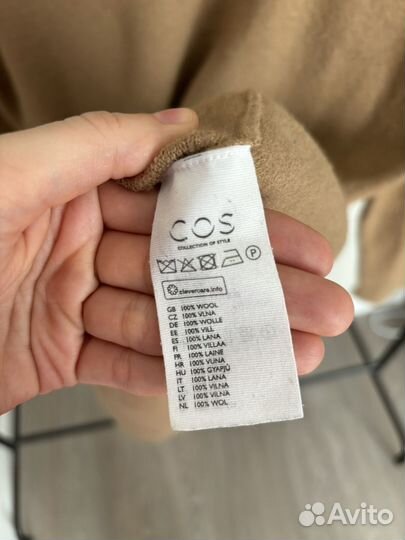 COS
COLLECTION OF STYLE
P
clevercare.info
GB 100% WOOL
CZ 100% VLNA
DE 100% WOLLE
EE 100% VILL
ES 100% LANA
FI 100% VILLAA
FR 100% LAINE
HR 100% VUNA
HU 100% GYAPJÚ
IT 100% LANA
LT 100% VILNA
LV 100% VILNA
NL 100% WOL
Avito